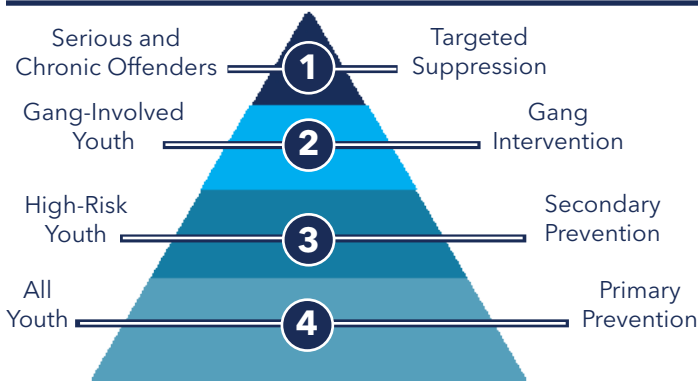 Serious and
Chronic Offenders
1
Targeted
Suppression
Gang-Involved
Youth
2
Gang
Intervention
High-Risk
Youth
3
Secondary
Prevention
All
Youth
4
Primary
Prevention